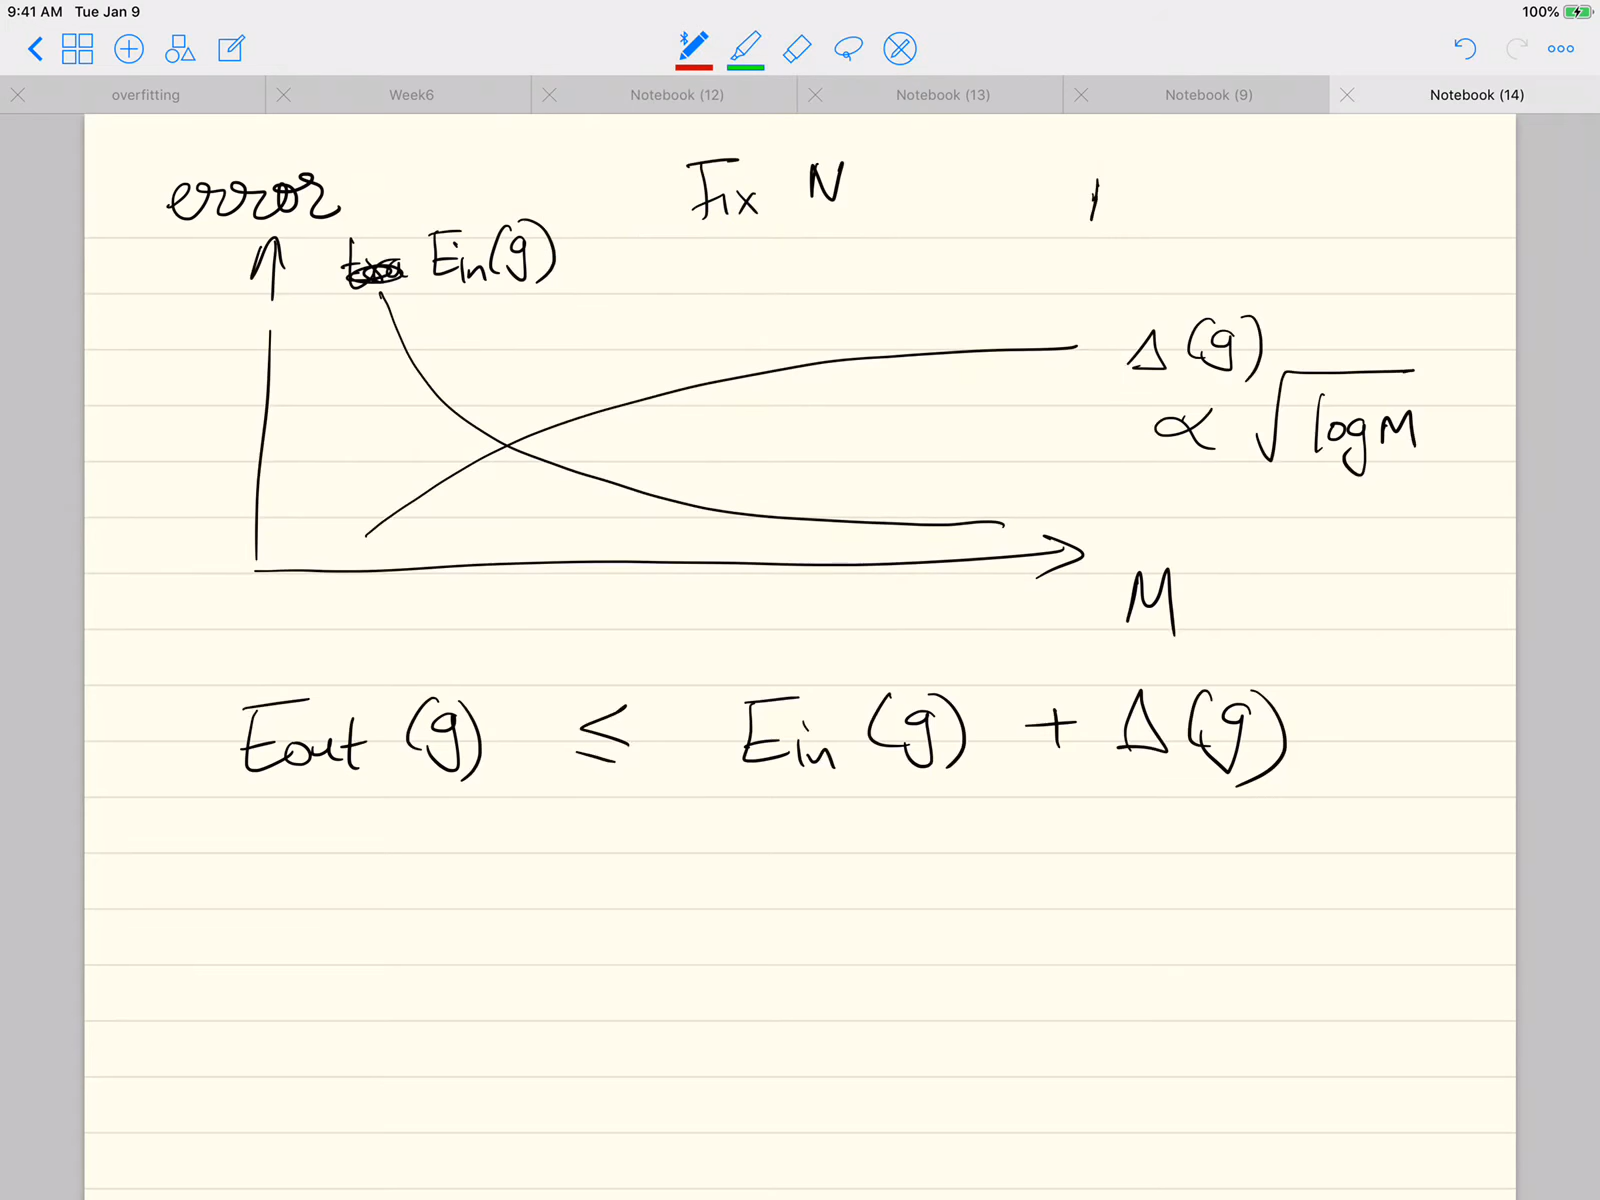 9:41 AM Tue Jan 9 100%
overfitting Week6 Notebook (12) Notebook (13) Notebook (9) Notebook (14)
error Fix N
Ein(g)
Δ(g)
∝ √log M
M
Eout (g) ≤ Ein (g) + Δ(g)